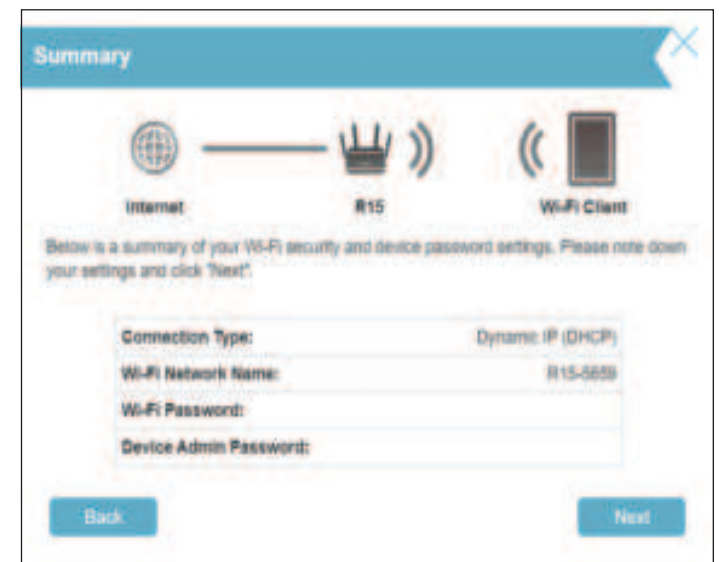 Summary
Internet R15 Wi-Fi Client
Below is a summary of your Wi-Fi security and device password settings. Please note down
your settings and click "Next".
Connection Type: Dynamic IP (DHCP)
Wi-Fi Network Name: R15-5659
Wi-Fi Password:
Device Admin Password:
Back Next